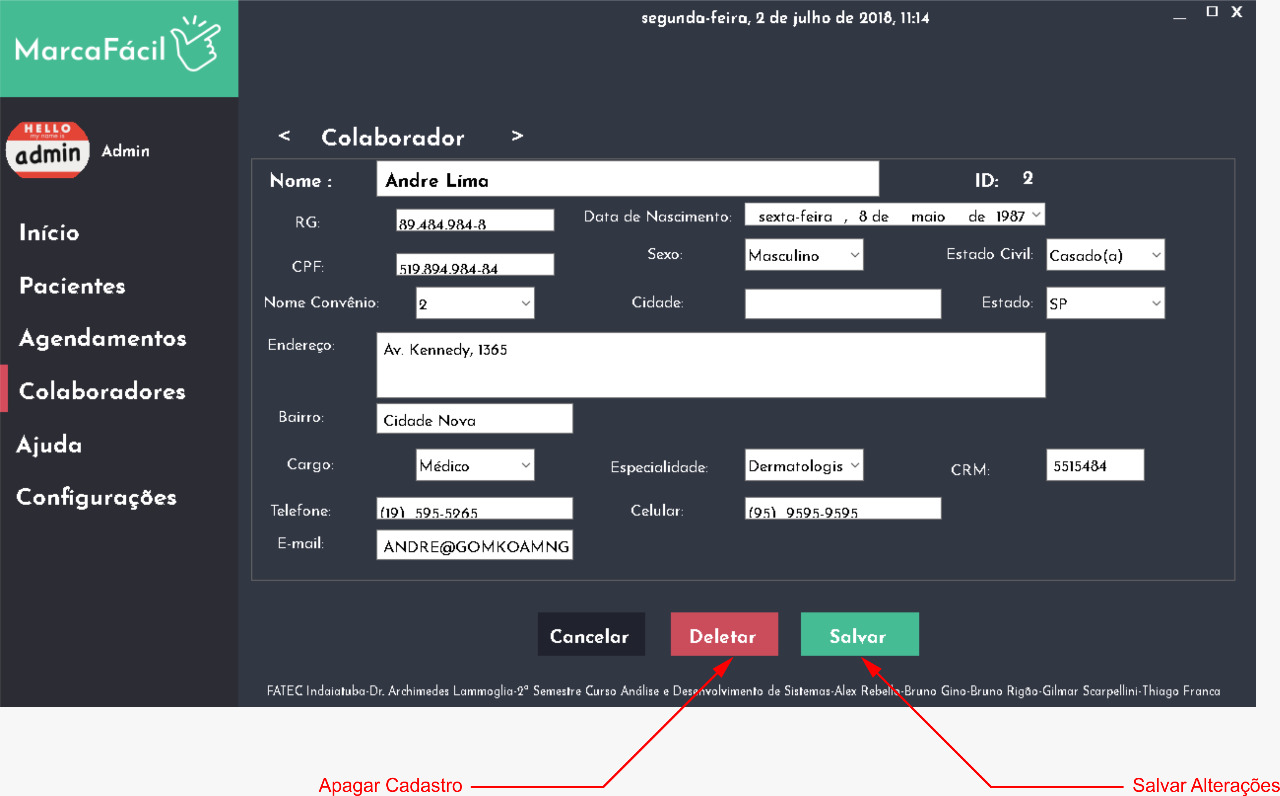 segunda-feira, 2 de julho de 2018, 11:14
X
MarcaFácil
HELLO
my name is
admin
Admin
Início
Pacientes
Agendamentos
Colaboradores
Ajuda
Configurações
< Colaborador >
Nome : Andre Lima ID: 2
RG: 89.484.984-8 Data de Nascimento: sexta-feira , 8 de maio de 1987
Sexo: Masculino Estado Civil: Casado(a)
CPF: 519.894.984-84
Nome Convênio: 2 Cidade: Estado: SP
Endereço: Av. Kennedy, 1365
Bairro: Cidade Nova
Cargo: Médico Especialidade: Dermatologis CRM: 5515484
Telefone: (19) 595-5265 Celular: (95) 9595-9595
E-mail: ANDRE@GOMKOAMNG
Cancelar Deletar Salvar
FATEC Indaiatuba-Dr. Archimedes Lammoglia-2º Semestre Curso Análise e Desenvolvimento de Sistemas-Alex Rebello-Bruno Gino-Bruno Rigão-Gilmar Scarpellini-Thiago Franca
Apagar Cadastro Salvar Alterações